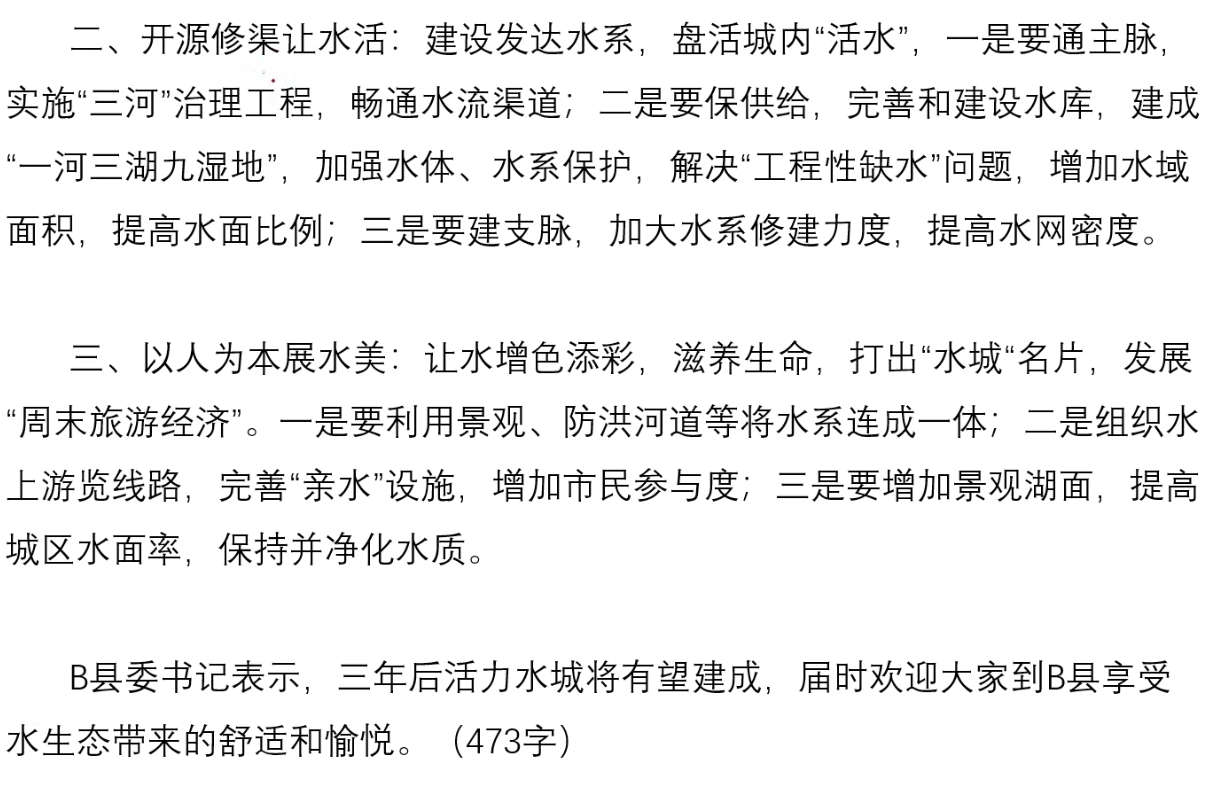 二、开源修渠让水活：建设发达水系，盘活城内“活水”，一是要通主脉，
实施“三河”治理工程，畅通水流渠道；二是要保供给，完善和建设水库，建成
“一河三湖九湿地”，加强水体、水系保护，解决“工程性缺水”问题，增加水域
面积，提高水面比例；三是要建支脉，加大水系修建力度，提高水网密度。
三、以人为本展水美：让水增色添彩，滋养生命，打出“水城“名片，发展
“周末旅游经济”。一是要利用景观、防洪河道等将水系连成一体；二是组织水
上游览线路，完善“亲水”设施，增加市民参与度；三是要增加景观湖面，提高
城区水面率，保持并净化水质。
B县委书记表示，三年后活力水城将有望建成，届时欢迎大家到B县享受
水生态带来的舒适和愉悦。（473字）